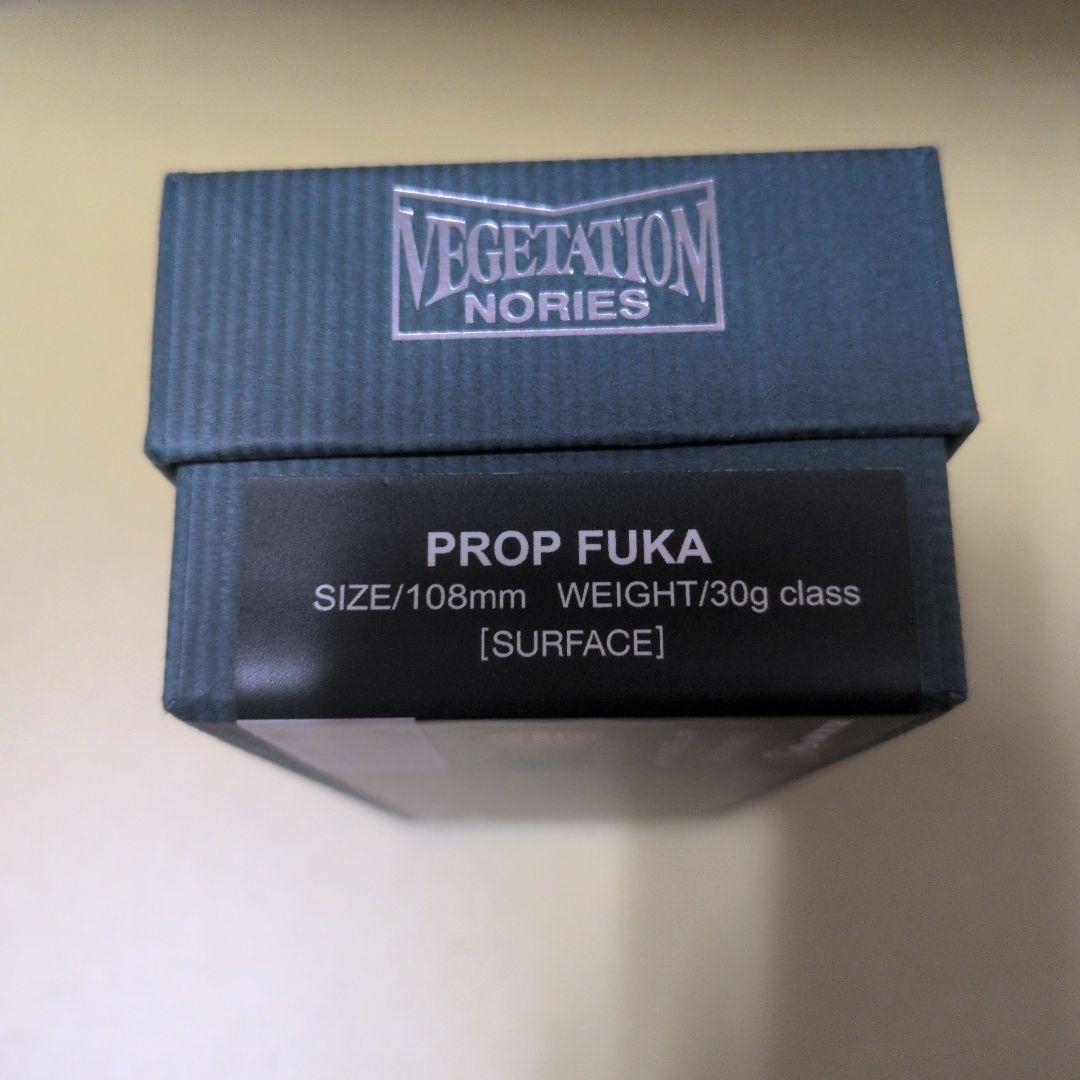 VEGETATION
NORIES
PROP FUKA
SIZE/108mm WEIGHT/30g class
[SURFACE]